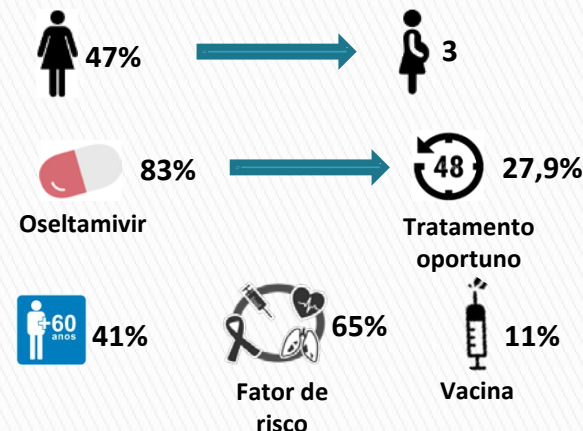 47%
3
83%
48
27,9%
Oseltamivir
Tratamento
oportuno
+60
anos
41%
65%
11%
Fator de
risco
Vacina